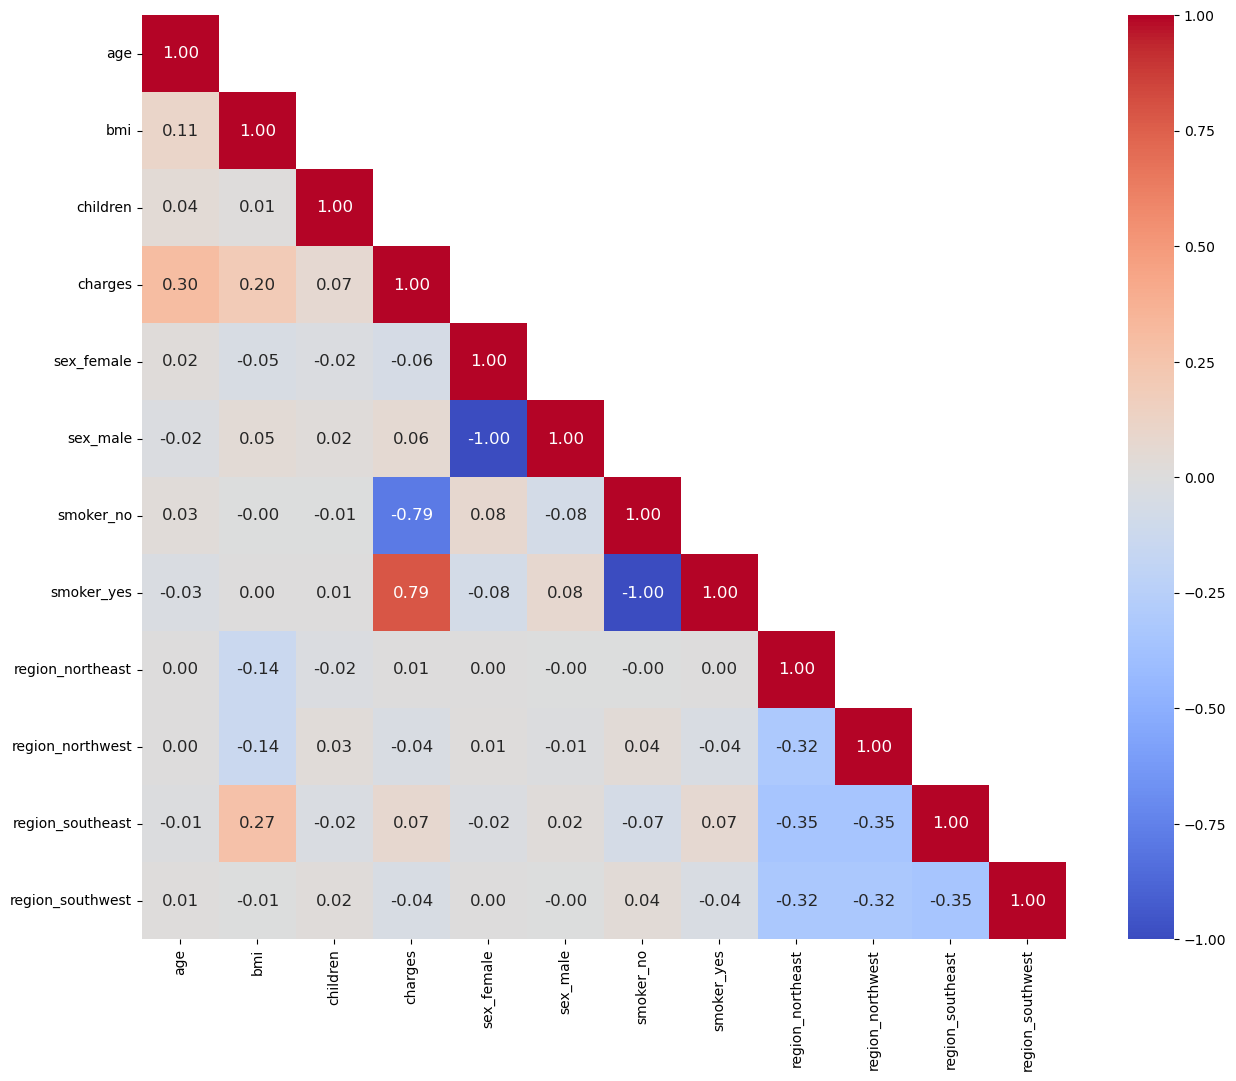 age 1.00
bmi 0.11 1.00
children 0.04 0.01 1.00
charges 0.30 0.20 0.07 1.00
sex_female 0.02 -0.05 -0.02 -0.06 1.00
sex_male -0.02 0.05 0.02 0.06 -1.00 1.00
smoker_no 0.03 -0.00 -0.01 -0.79 0.08 -0.08 1.00
smoker_yes -0.03 0.00 0.01 0.79 -0.08 0.08 -1.00 1.00
region_northeast 0.00 -0.14 -0.02 0.01 0.00 -0.00 -0.00 0.00 1.00
region_northwest 0.00 -0.14 0.03 -0.04 0.01 -0.01 0.04 -0.04 -0.32 1.00
region_southeast -0.01 0.27 -0.02 0.07 -0.02 0.02 -0.07 0.07 -0.35 -0.35 1.00
region_southwest 0.01 -0.01 0.02 -0.04 0.00 -0.00 0.04 -0.04 -0.32 -0.32 -0.35 1.00
age
bmi
children
charges
sex_female
sex_male
smoker_no
smoker_yes
region_northeast
region_northwest
region_southeast
region_southwest
1.00
0.75
0.50
0.25
0.00
−0.25
−0.50
−0.75
−1.00